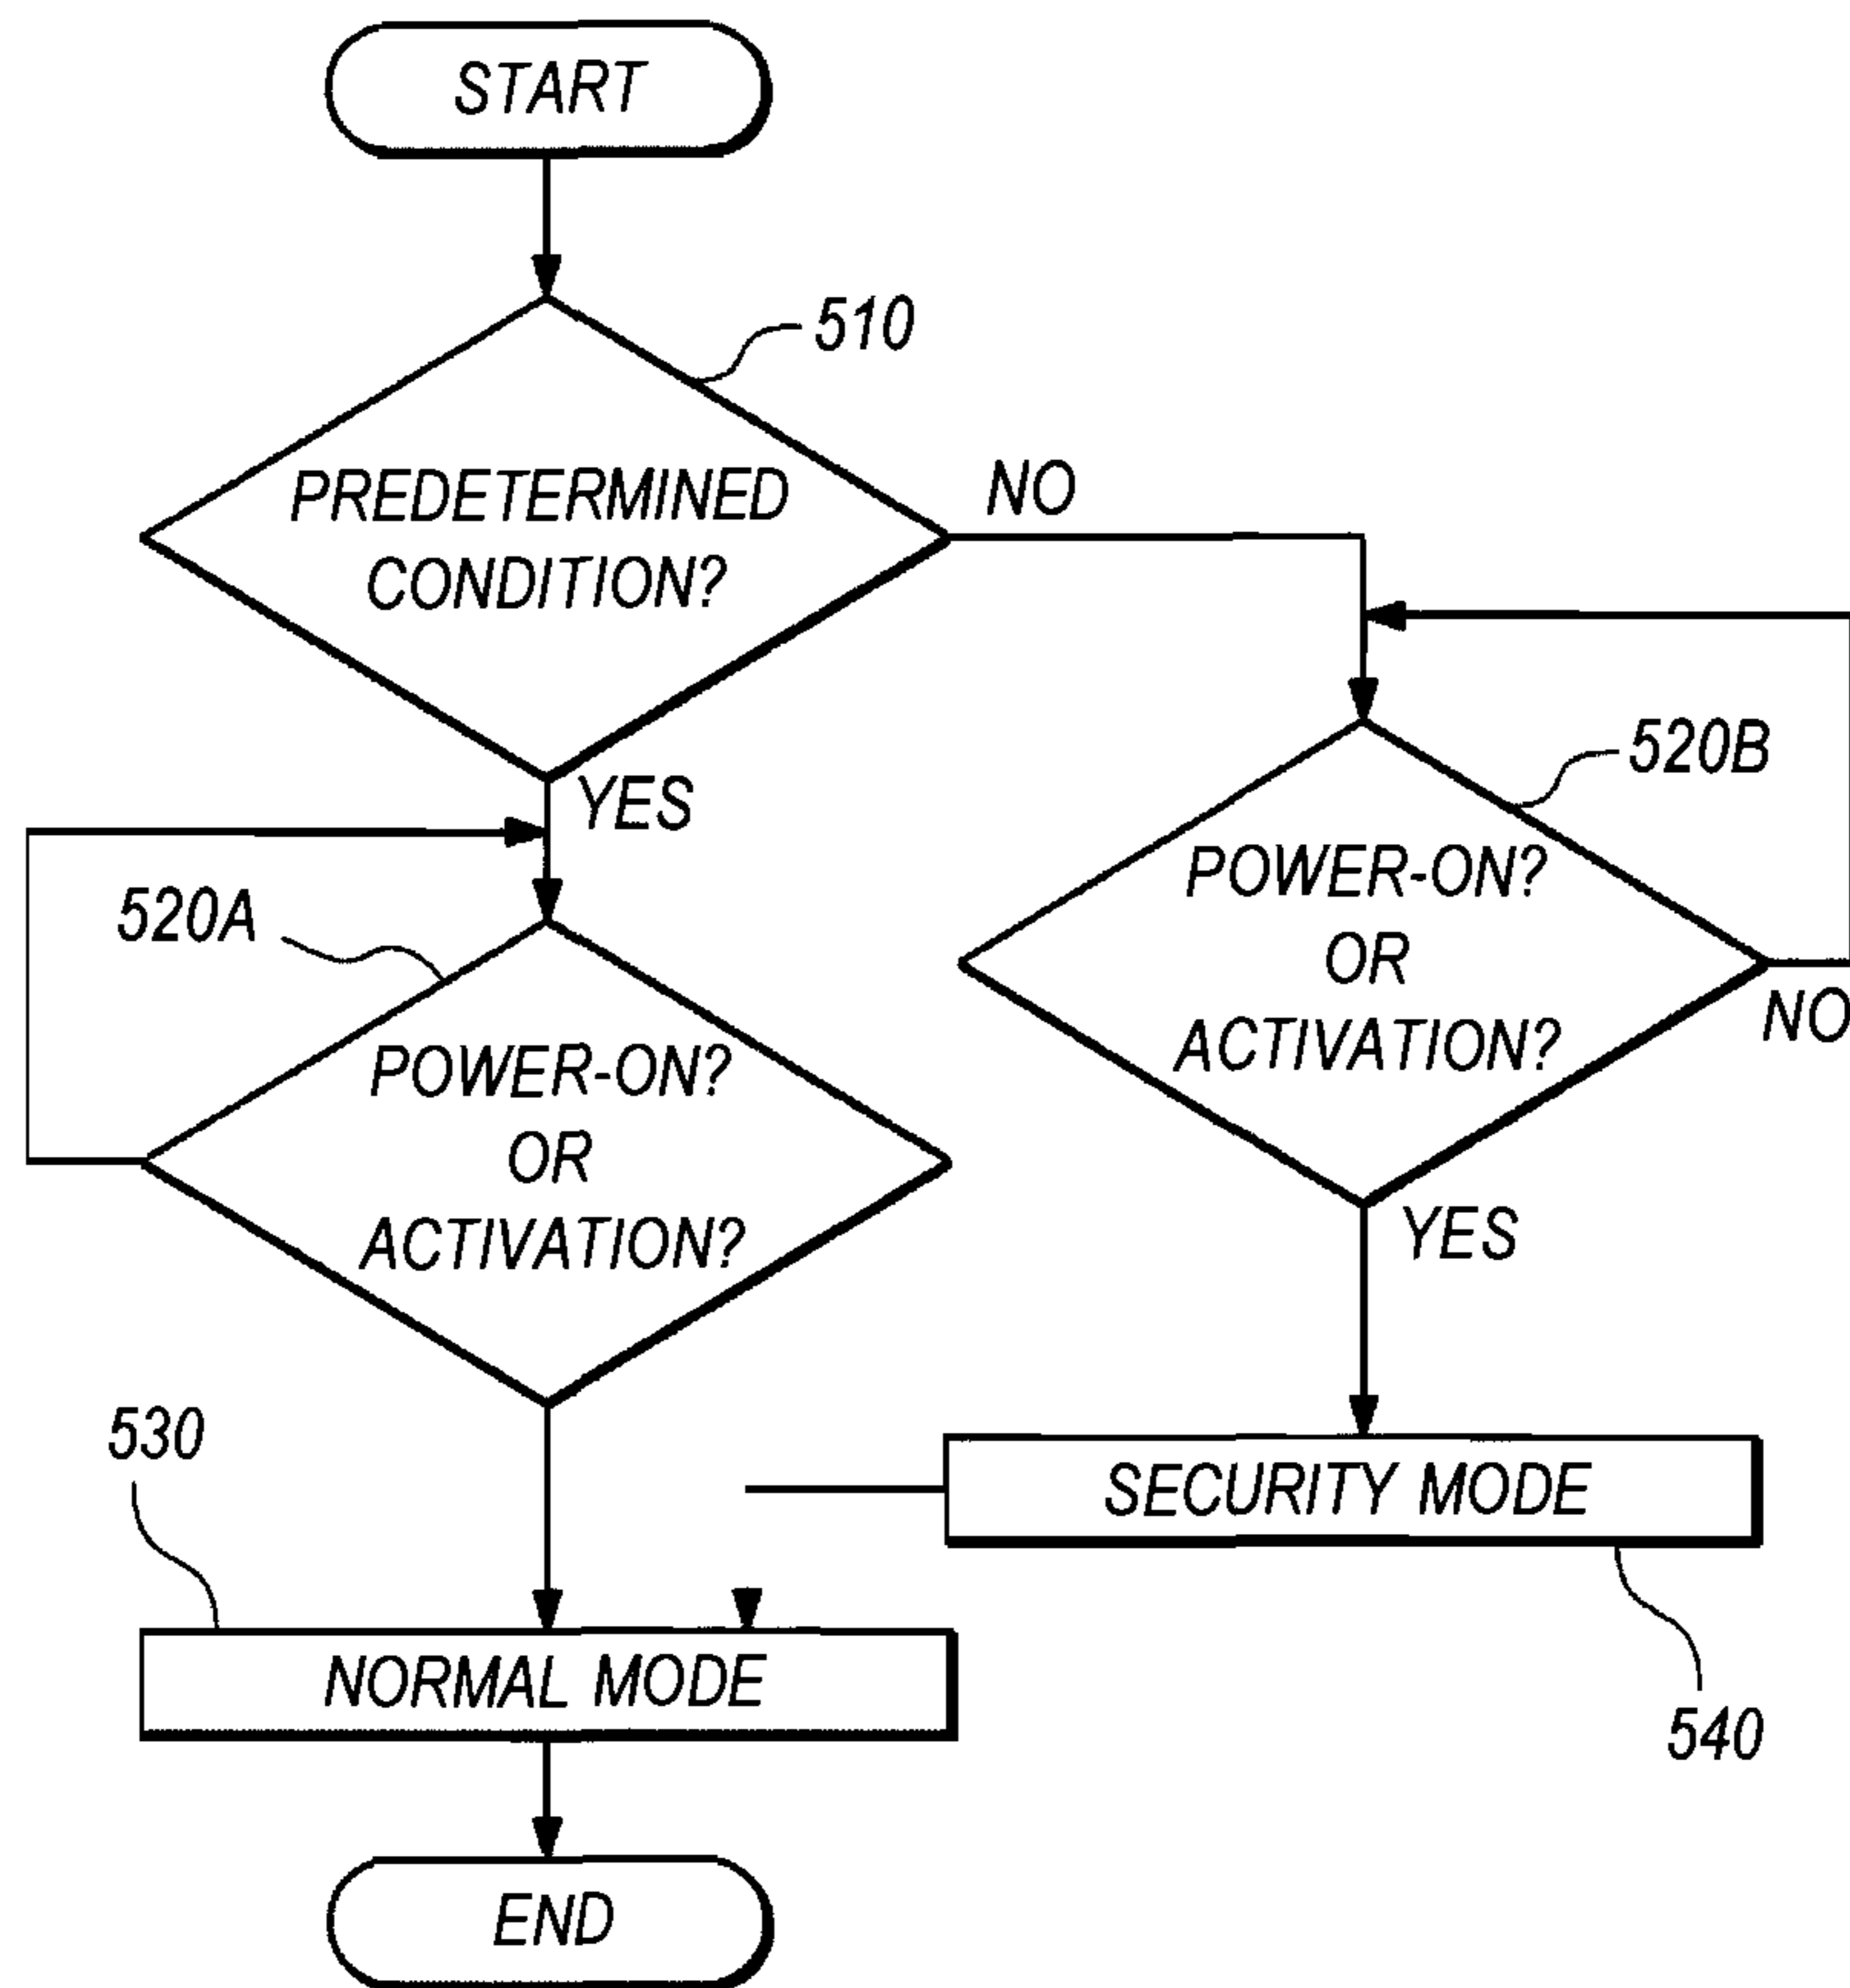 START
510
PREDETERMINED
CONDITION?
NO
YES
520A
POWER-ON?
OR
ACTIVATION?
520B
POWER-ON?
OR
ACTIVATION?
NO
YES
530
SECURITY MODE
NORMAL MODE
540
END